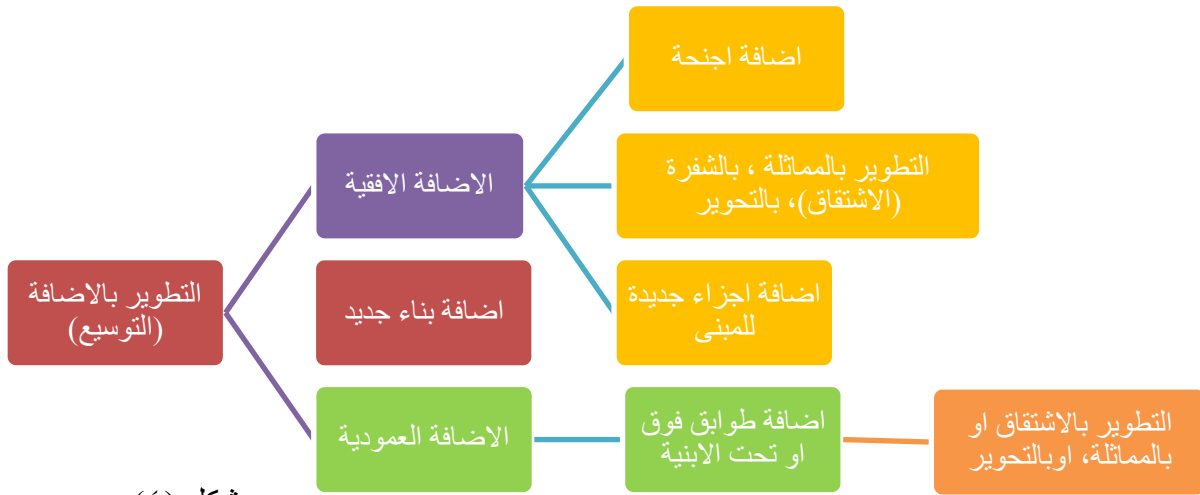 اضافة اجنحة
الاضافة الافقية
التطوير بالمماثلة ، بالشفرة
(الاشتقاق)، بالتحوير
التطوير بالاضافة
(التوسيع)
اضافة بناء جديد
اضافة اجزاء جديدة
للمبنى
الاضافة العمودية
اضافة طوابق فوق
او تحت الابنية
التطوير بالاشتقاق او
بالمماثلة، اوبالتحوير